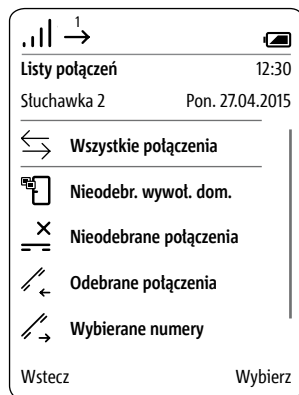 1
Listy połączeń 12:30
Słuchawka 2 Pon. 27.04.2015
Wszystkie połączenia
Nieodebr. wywoł. dom.
Nieodebrane połączenia
Odebrane połączenia
Wybierane numery
Wstecz Wybierz